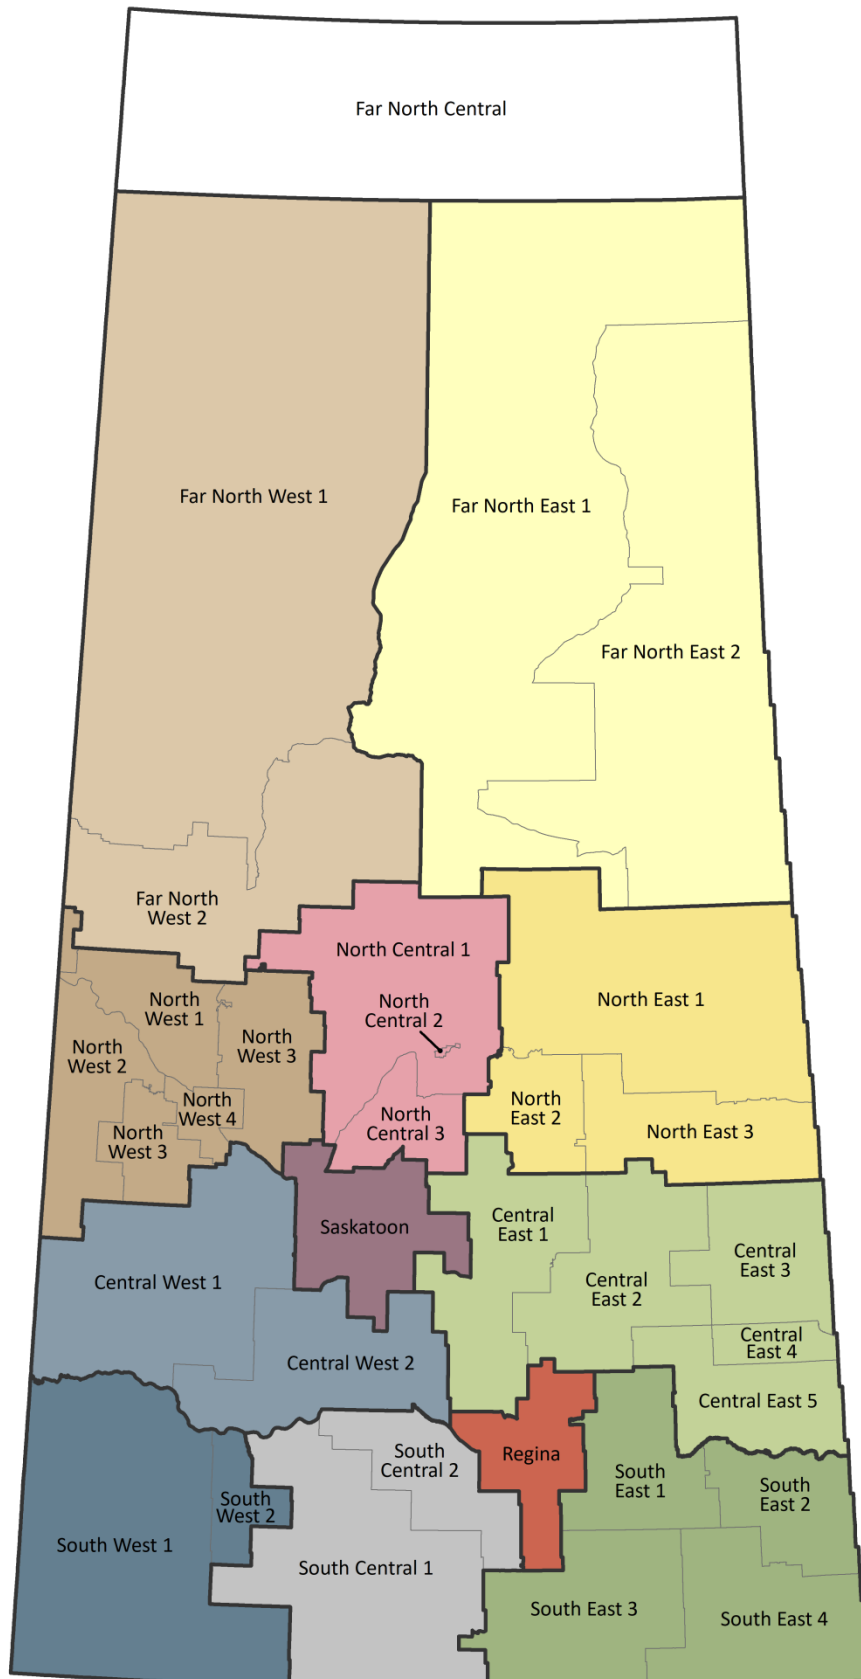 Far North Central
Far North West 1
Far North East 1
Far North East 2
Far North
West 2
North Central 1
North
West 1
North
Central 2
North East 1
North
West 2
North
West 3
North
West 4
North
East 2
North
West 3
North
Central 3
North East 3
Saskatoon
Central
East 1
Central
East 3
Central West 1
Central
East 2
Central
East 4
Central West 2
Central East 5
South
Central 2
Regina
South
East 1
South
East 2
South
West 2
South West 1
South Central 1
South East 3
South East 4